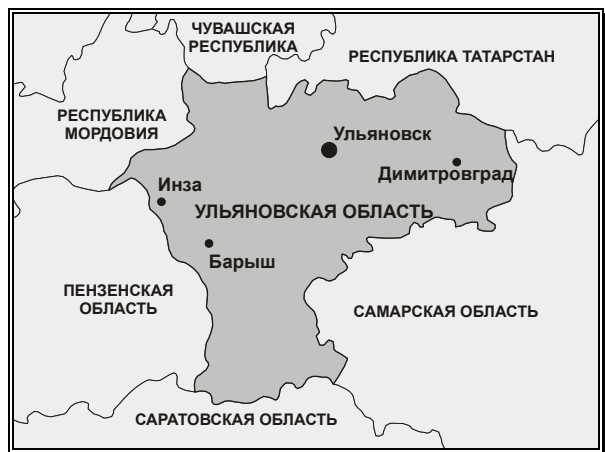 ЧУВАШСКАЯ
РЕСПУБЛИКА
РЕСПУБЛИКА ТАТАРСТАН
РЕСПУБЛИКА
МОРДОВИЯ
Ульяновск
Димитровград
Инза
УЛЬЯНОВСКАЯ ОБЛАСТЬ
Барыш
ПЕНЗЕНСКАЯ
ОБЛАСТЬ
САМАРСКАЯ ОБЛАСТЬ
САРАТОВСКАЯ ОБЛАСТЬ